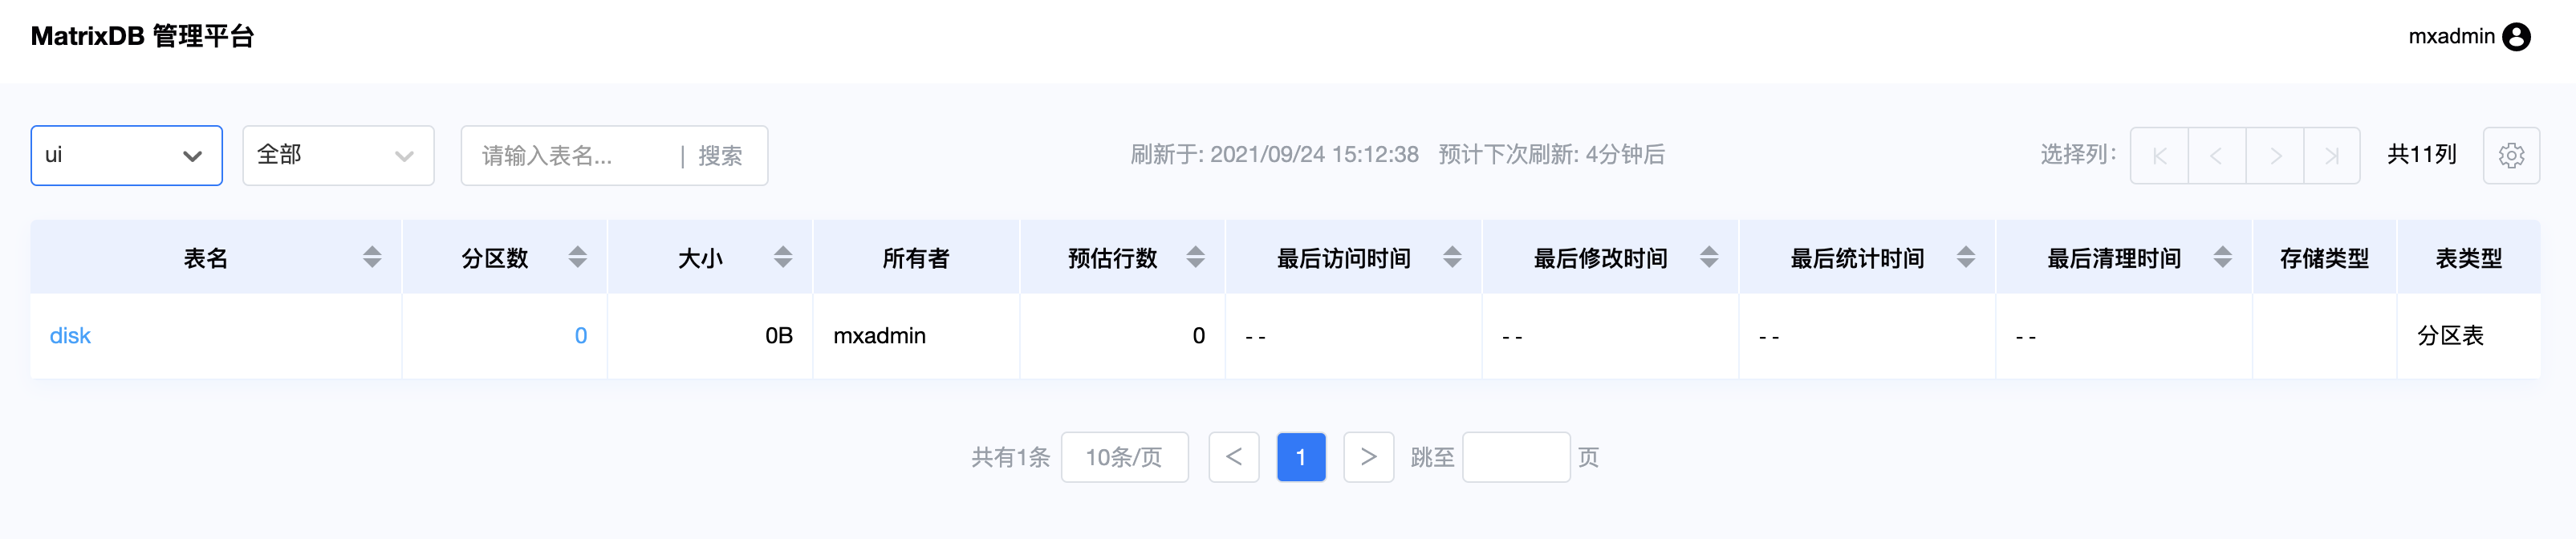 MatrixDB 管理平台
mxadmin
ui
全部
请输入表名... | 搜索
刷新于: 2021/09/24 15:12:38 预计下次刷新: 4分钟后
选择列:
共11列
表名 分区数 大小 所有者 预估行数 最后访问时间 最后修改时间 最后统计时间 最后清理时间 存储类型 表类型
disk 0 0B mxadmin 0 -- -- -- -- 分区表
共有1条 10条/页 < 1 > 跳至 页